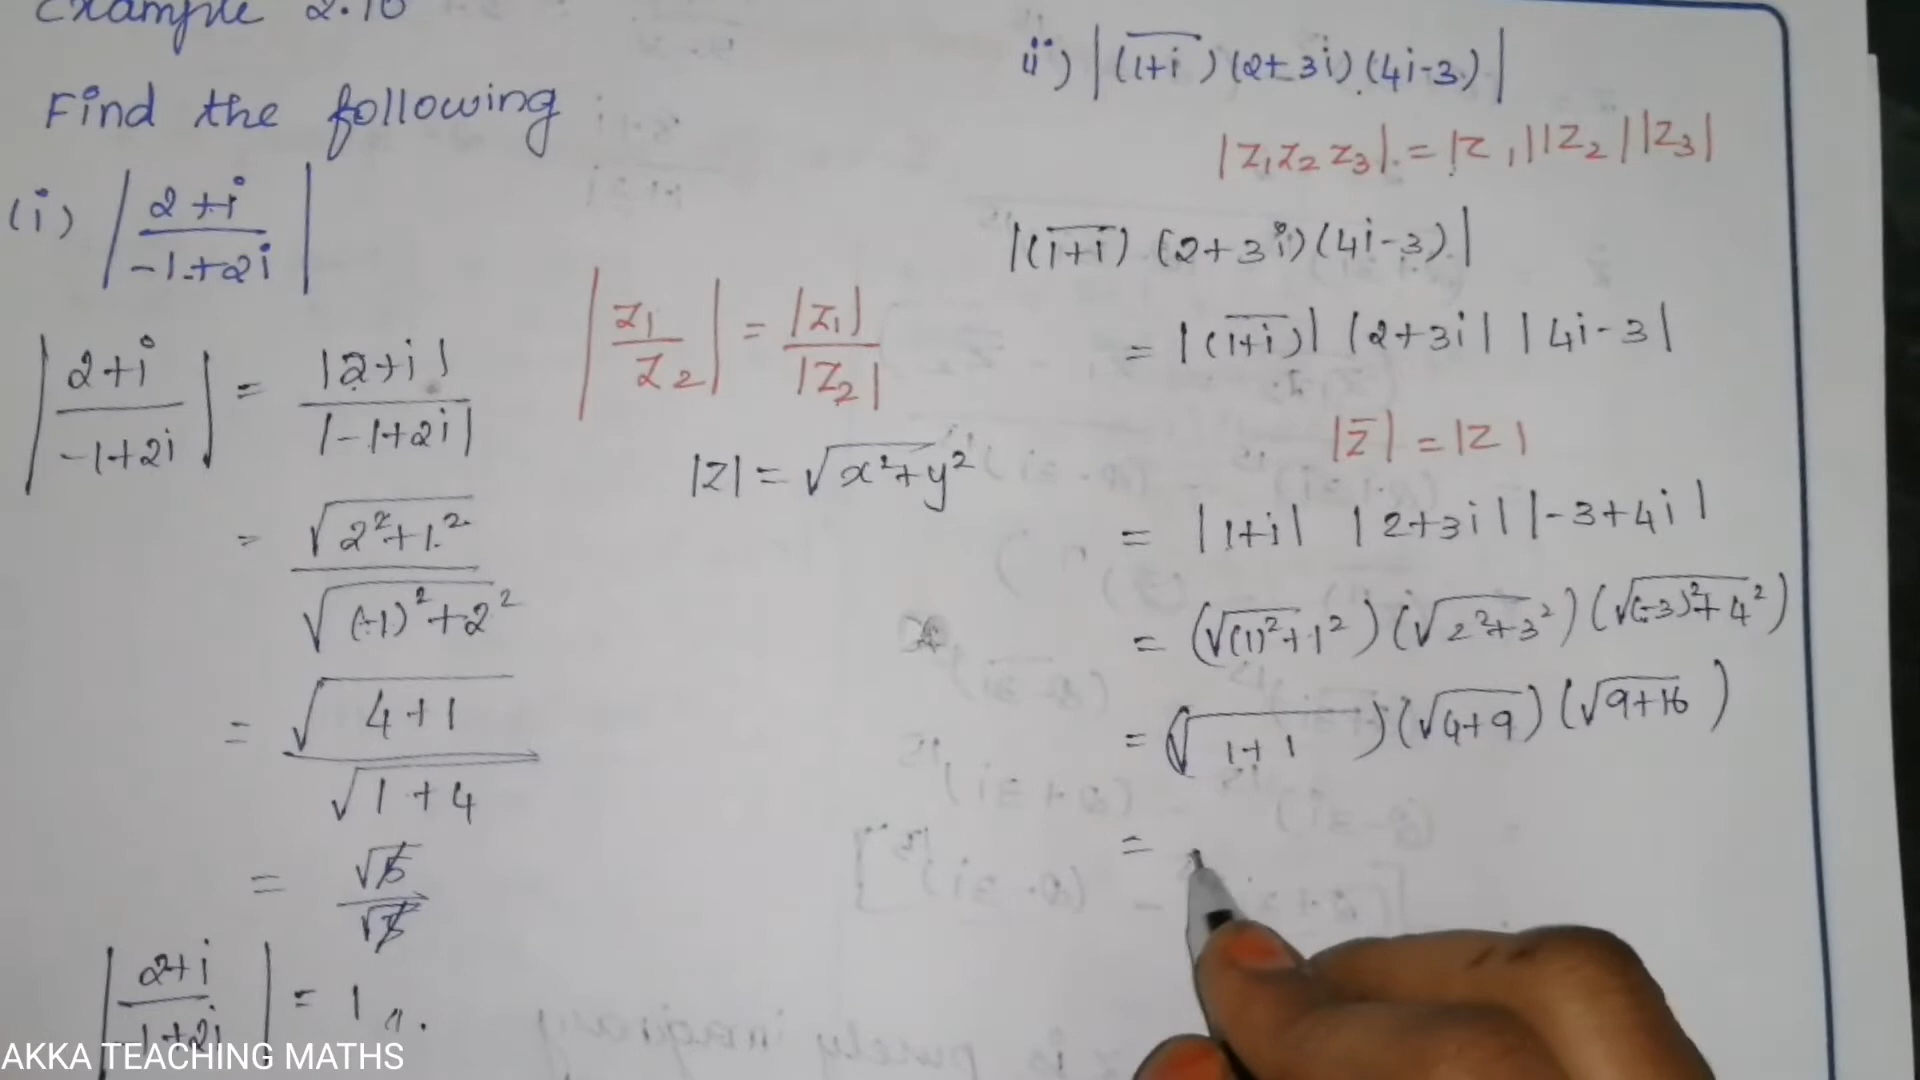 Example 2.10
Find the following
(i) |2+i / -1+2i|
|2+i / -1+2i| = |2+i| / |-1+2i|
|z₁ / z₂| = |z₁| / |z₂|
|z| = √x²+y²
= √2²+1² / √(-1)²+2²
= √4+1 / √1+4
= √5 / √5
|2+i / -1+2i| = 1
ii) |(1+i)̅ (2+3i) (4i-3)|
|z₁z₂z₃| = |z₁||z₂||z₃|
|(1+i)̅ (2+3i)(4i-3)|
= |(1+i)̅| |2+3i| |4i-3|
|z̅| = |z|
= |1+i| |2+3i| |-3+4i|
= (√(1)²+1²) (√2²+3²) (√(-3)²+4²)
= (√1+1) (√4+9) (√9+16)
=
AKKA TEACHING MATHS